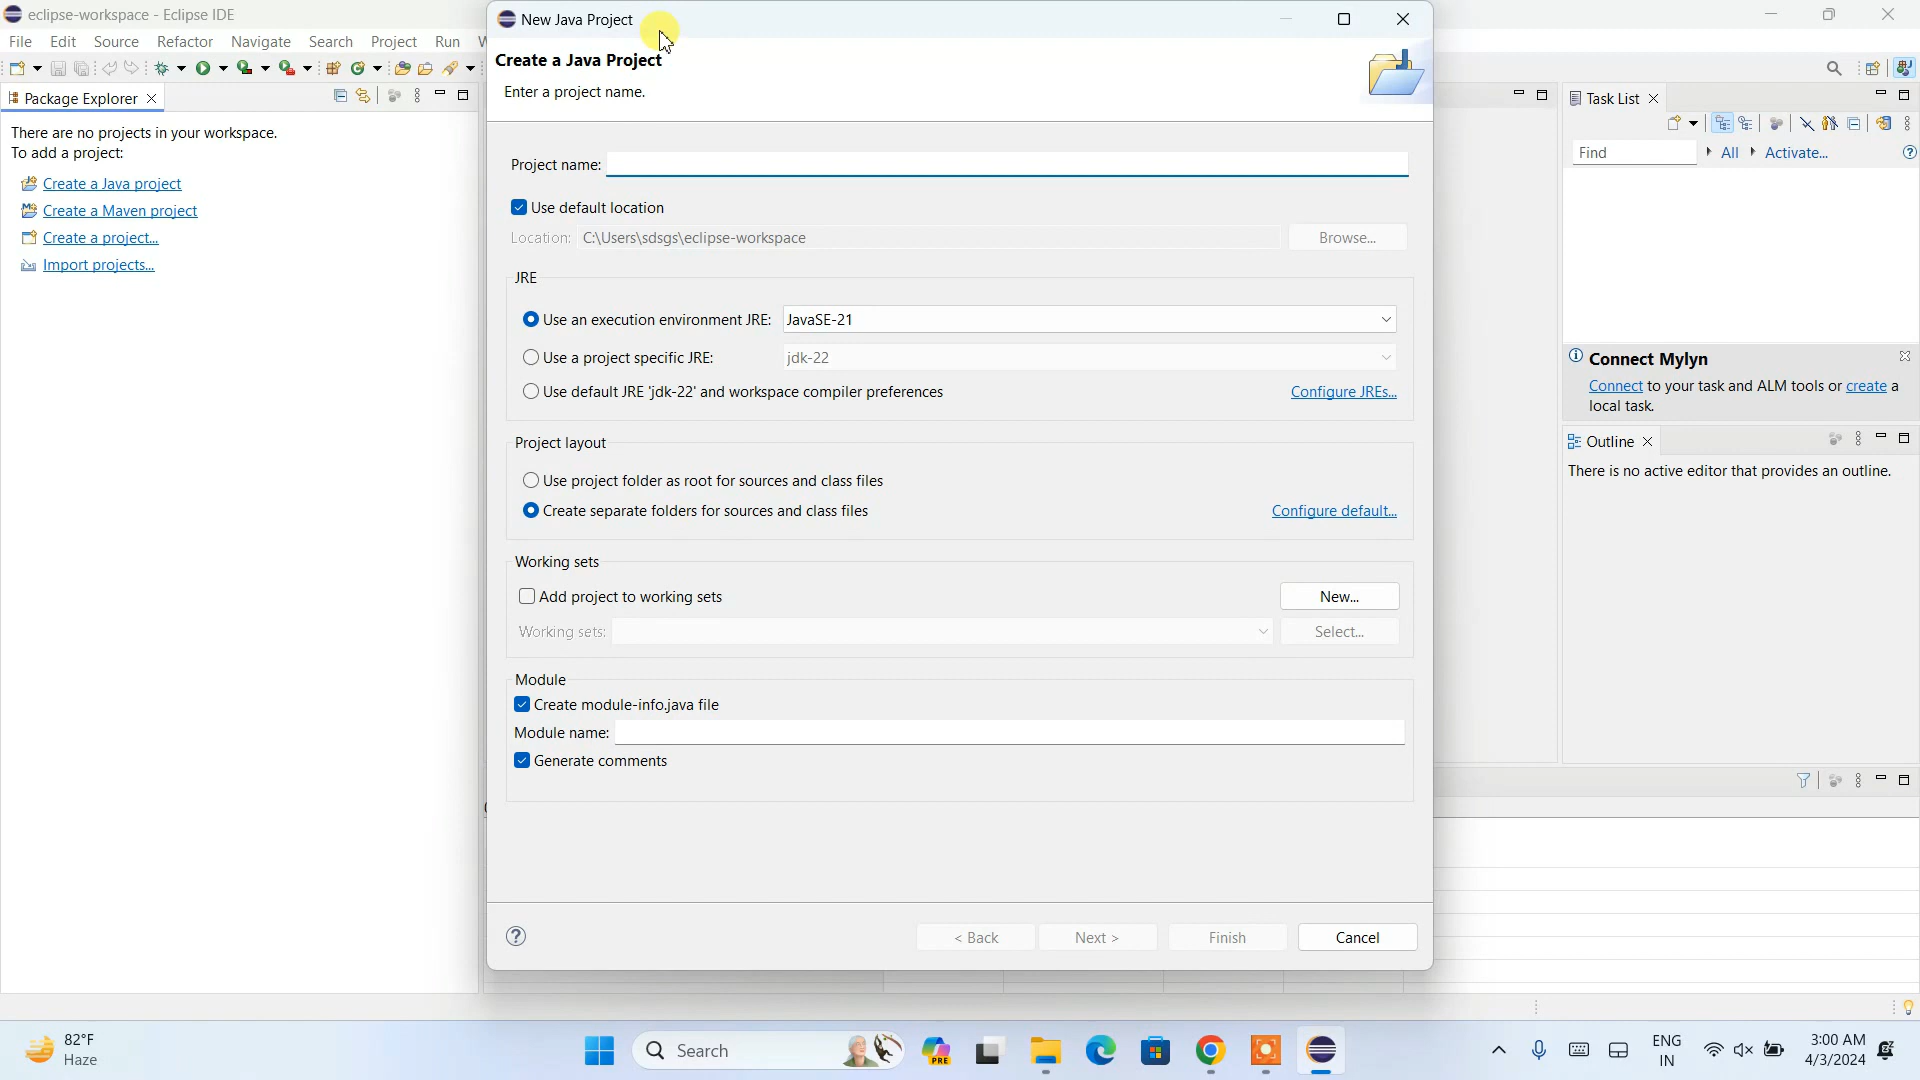 eclipse-workspace - Eclipse IDE
File Edit Source Refactor Navigate Search Project Run
Package Explorer
There are no projects in your workspace.
To add a project:
Create a Java project
Create a Maven project
Create a project...
Import projects...
New Java Project
Create a Java Project
Enter a project name.
Project name:
Use default location
Location: C:\Users\sdsgs\eclipse-workspace Browse...
JRE
Use an execution environment JRE: JavaSE-21
Use a project specific JRE: jdk-22
Use default JRE 'jdk-22' and workspace compiler preferences Configure JREs...
Project layout
Use project folder as root for sources and class files
Create separate folders for sources and class files Configure default...
Working sets
Add project to working sets New...
Working sets: Select...
Module
Create module-info.java file
Module name:
Generate comments
< Back Next > Finish Cancel
Task List
Find All Activate...
Connect Mylyn
Connect to your task and ALM tools or create a
local task.
Outline
There is no active editor that provides an outline.
82°F
Haze
Search
PRE
ENG
IN
3:00 AM
4/3/2024